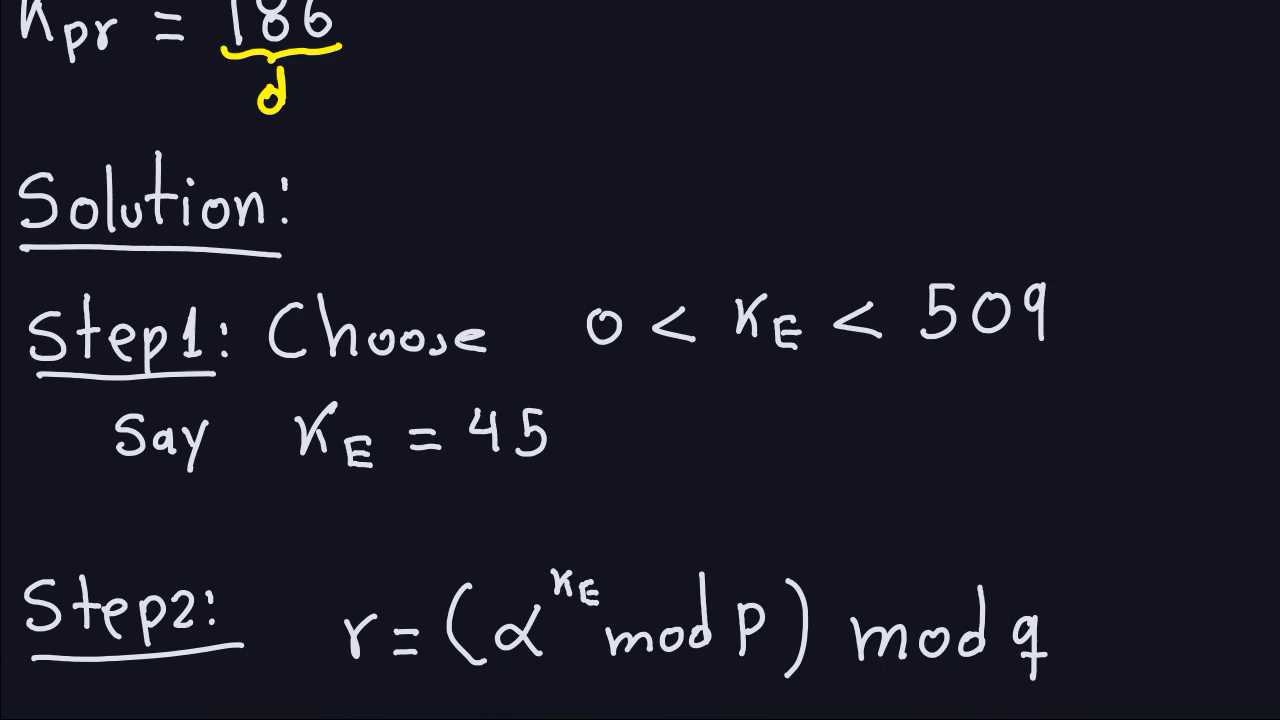 Kpr = 186
d
Solution:
Step1: Choose 0 < KE < 509
Say KE = 45
Step2: r = (α^KE mod p) mod q